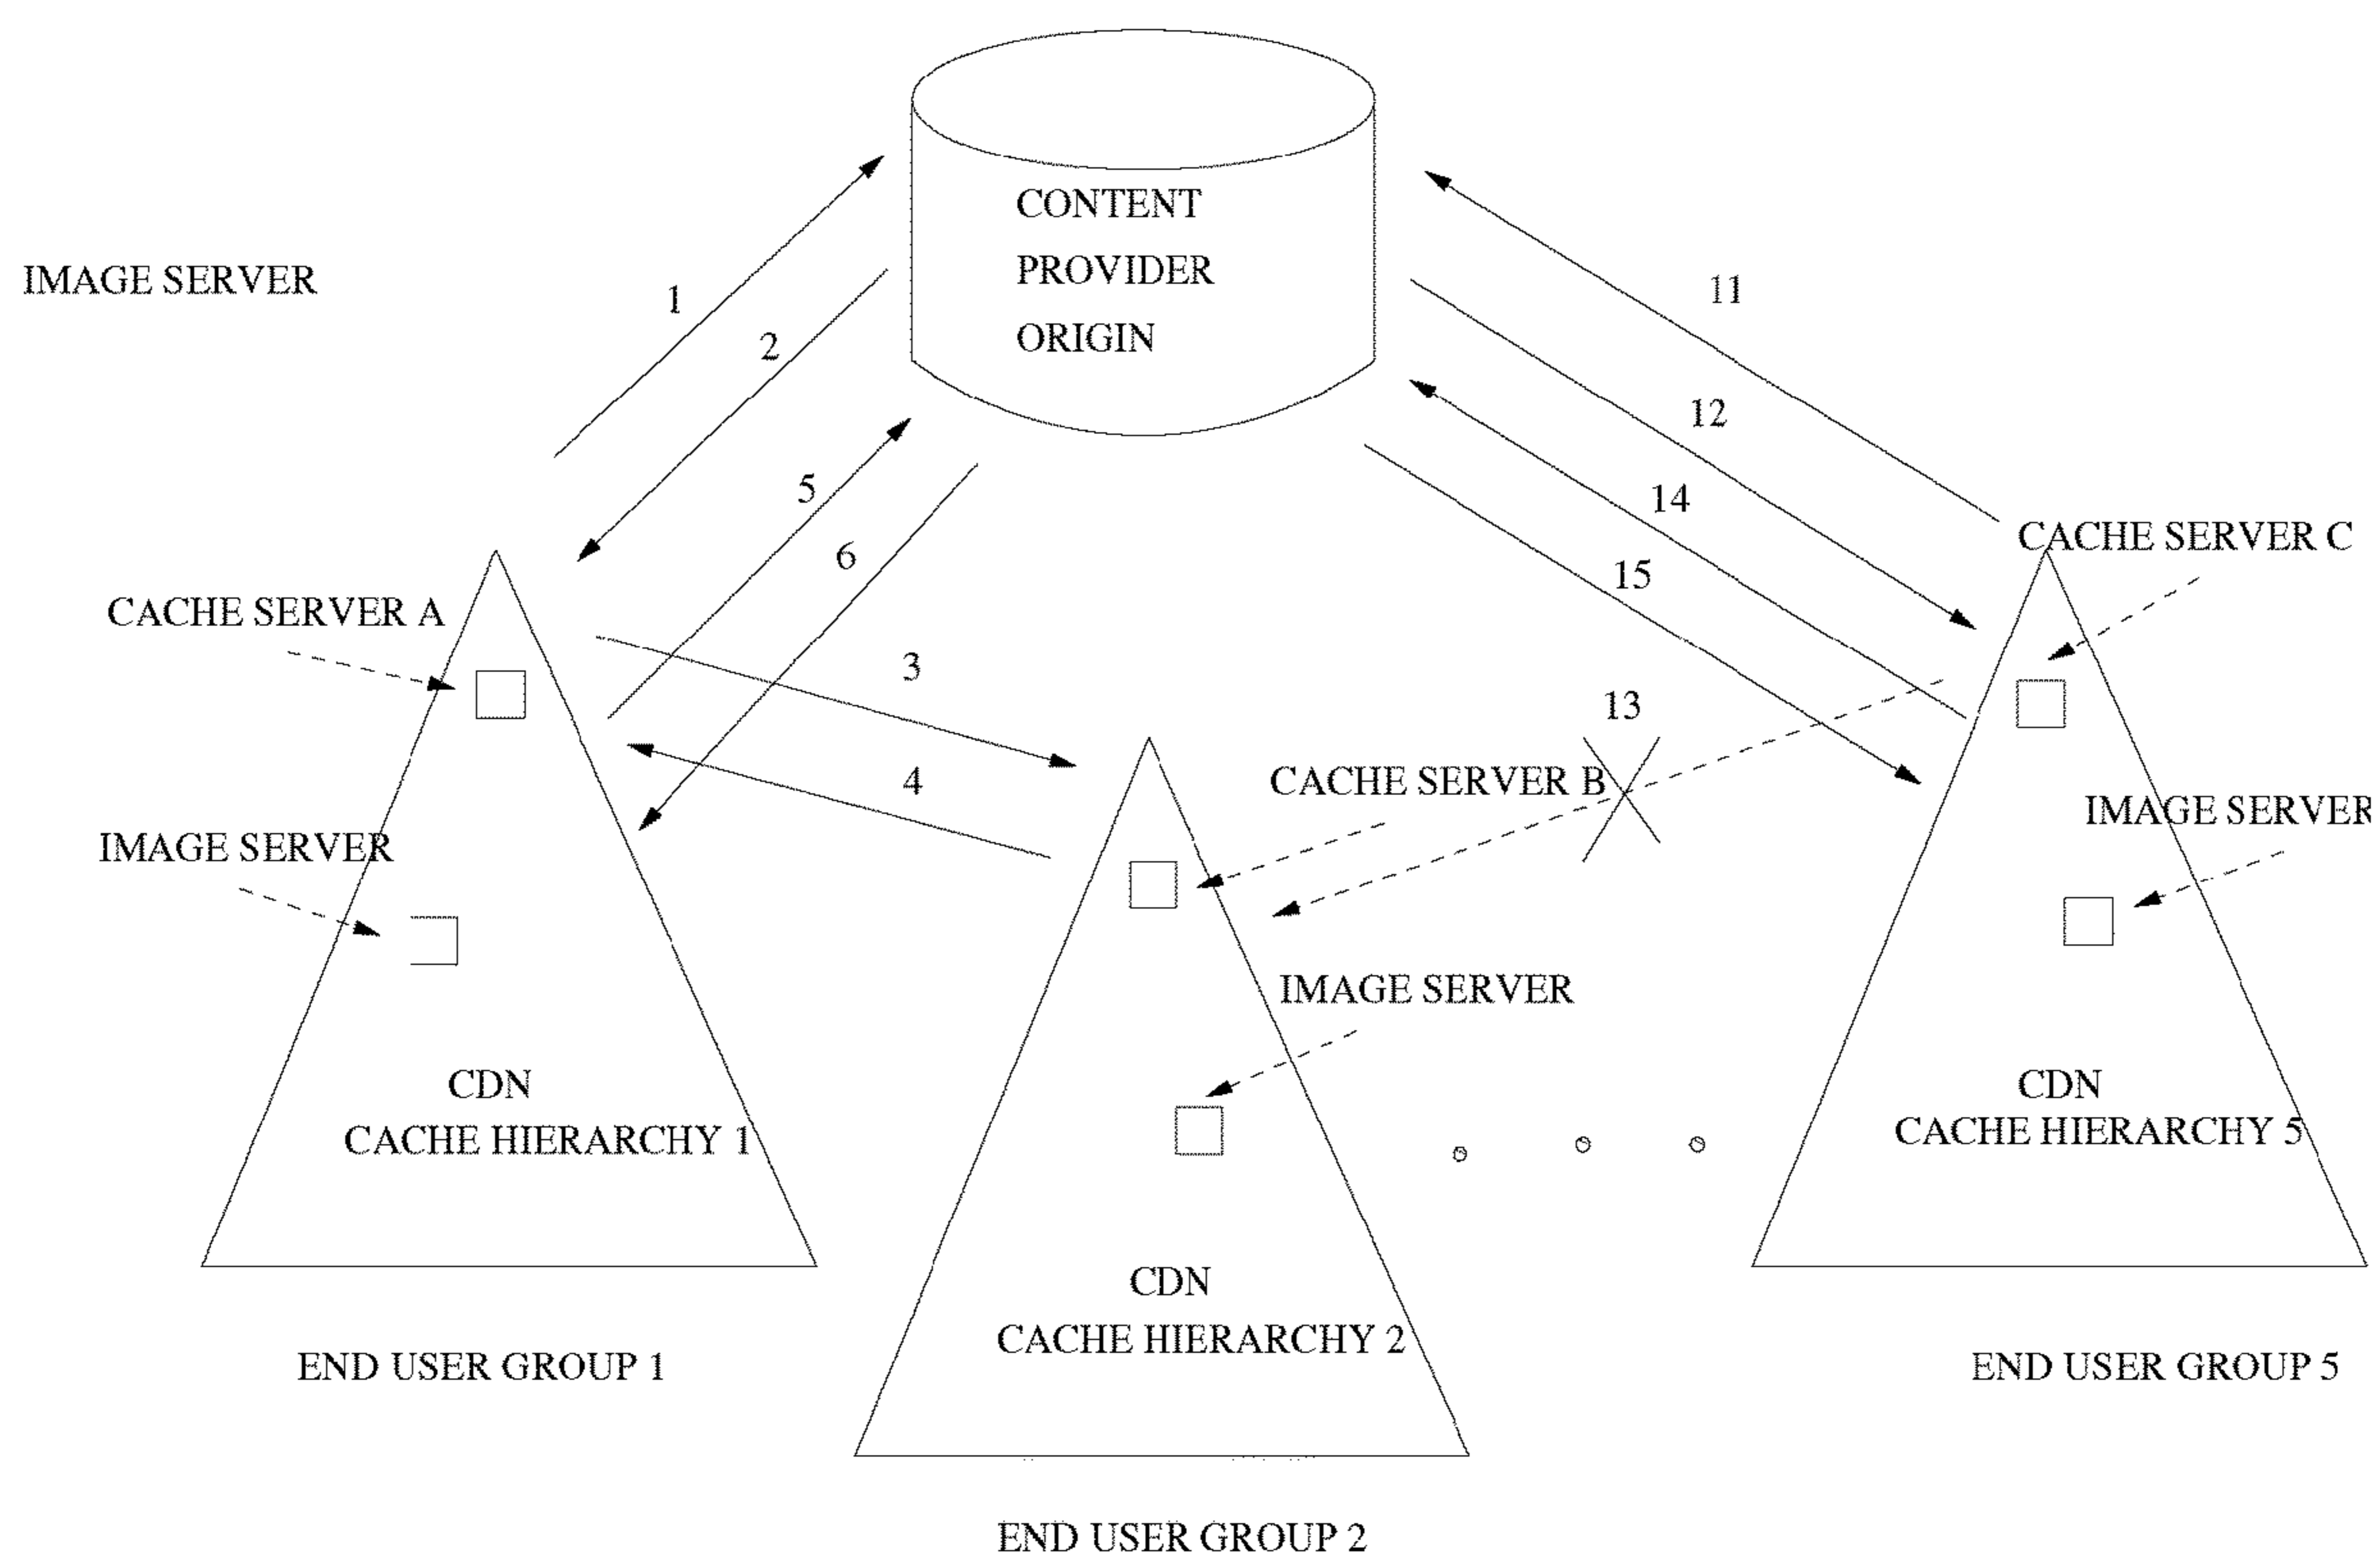 CONTENT
PROVIDER
ORIGIN
IMAGE SERVER
1
2
11
12
5
14
6
15
CACHE SERVER C
CACHE SERVER A
3
13
4
CACHE SERVER B
IMAGE SERVER
IMAGE SERVER
IMAGE SERVER
CDN
CACHE HIERARCHY 1
CDN
CACHE HIERARCHY 5
CDN
CACHE HIERARCHY 2
END USER GROUP 1
END USER GROUP 5
END USER GROUP 2